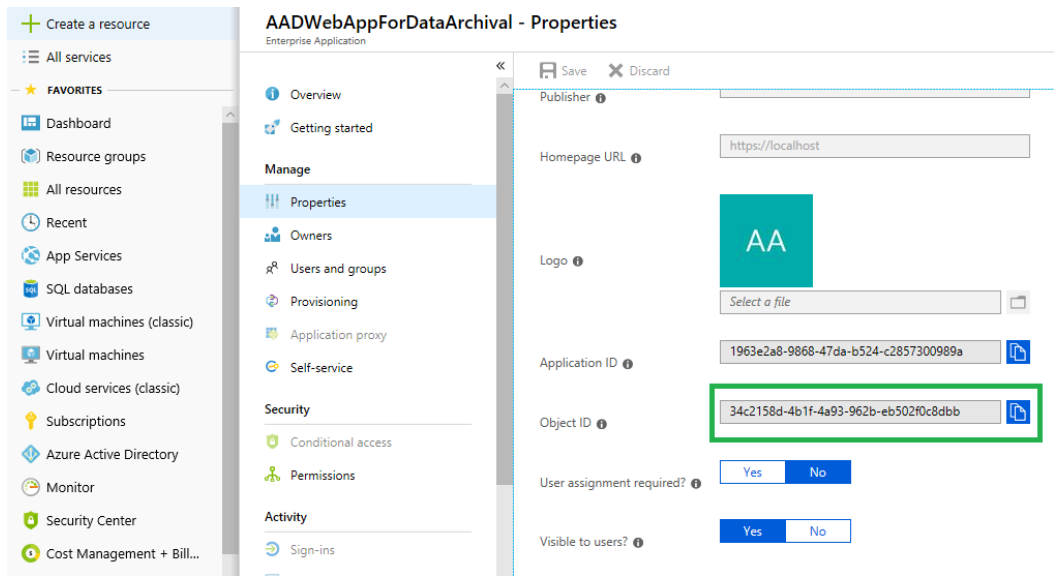 Create a resource
All services
FAVORITES
Dashboard
Resource groups
All resources
Recent
App Services
SQL databases
Virtual machines (classic)
Virtual machines
Cloud services (classic)
Subscriptions
Azure Active Directory
Monitor
Security Center
Cost Management + Bill...
AADWebAppForDataArchival - Properties
Enterprise Application
«
Overview
Getting started
Manage
Properties
Owners
Users and groups
Provisioning
Application proxy
Self-service
Security
Conditional access
Permissions
Activity
Sign-ins
Save Discard
Publisher
Homepage URL https://localhost
Logo AA
Select a file
Application ID 1963e2a8-9868-47da-b524-c2857300989a
Object ID 34c2158d-4b1f-4a93-962b-eb502f0c8dbb
User assignment required? Yes No
Visible to users? Yes No